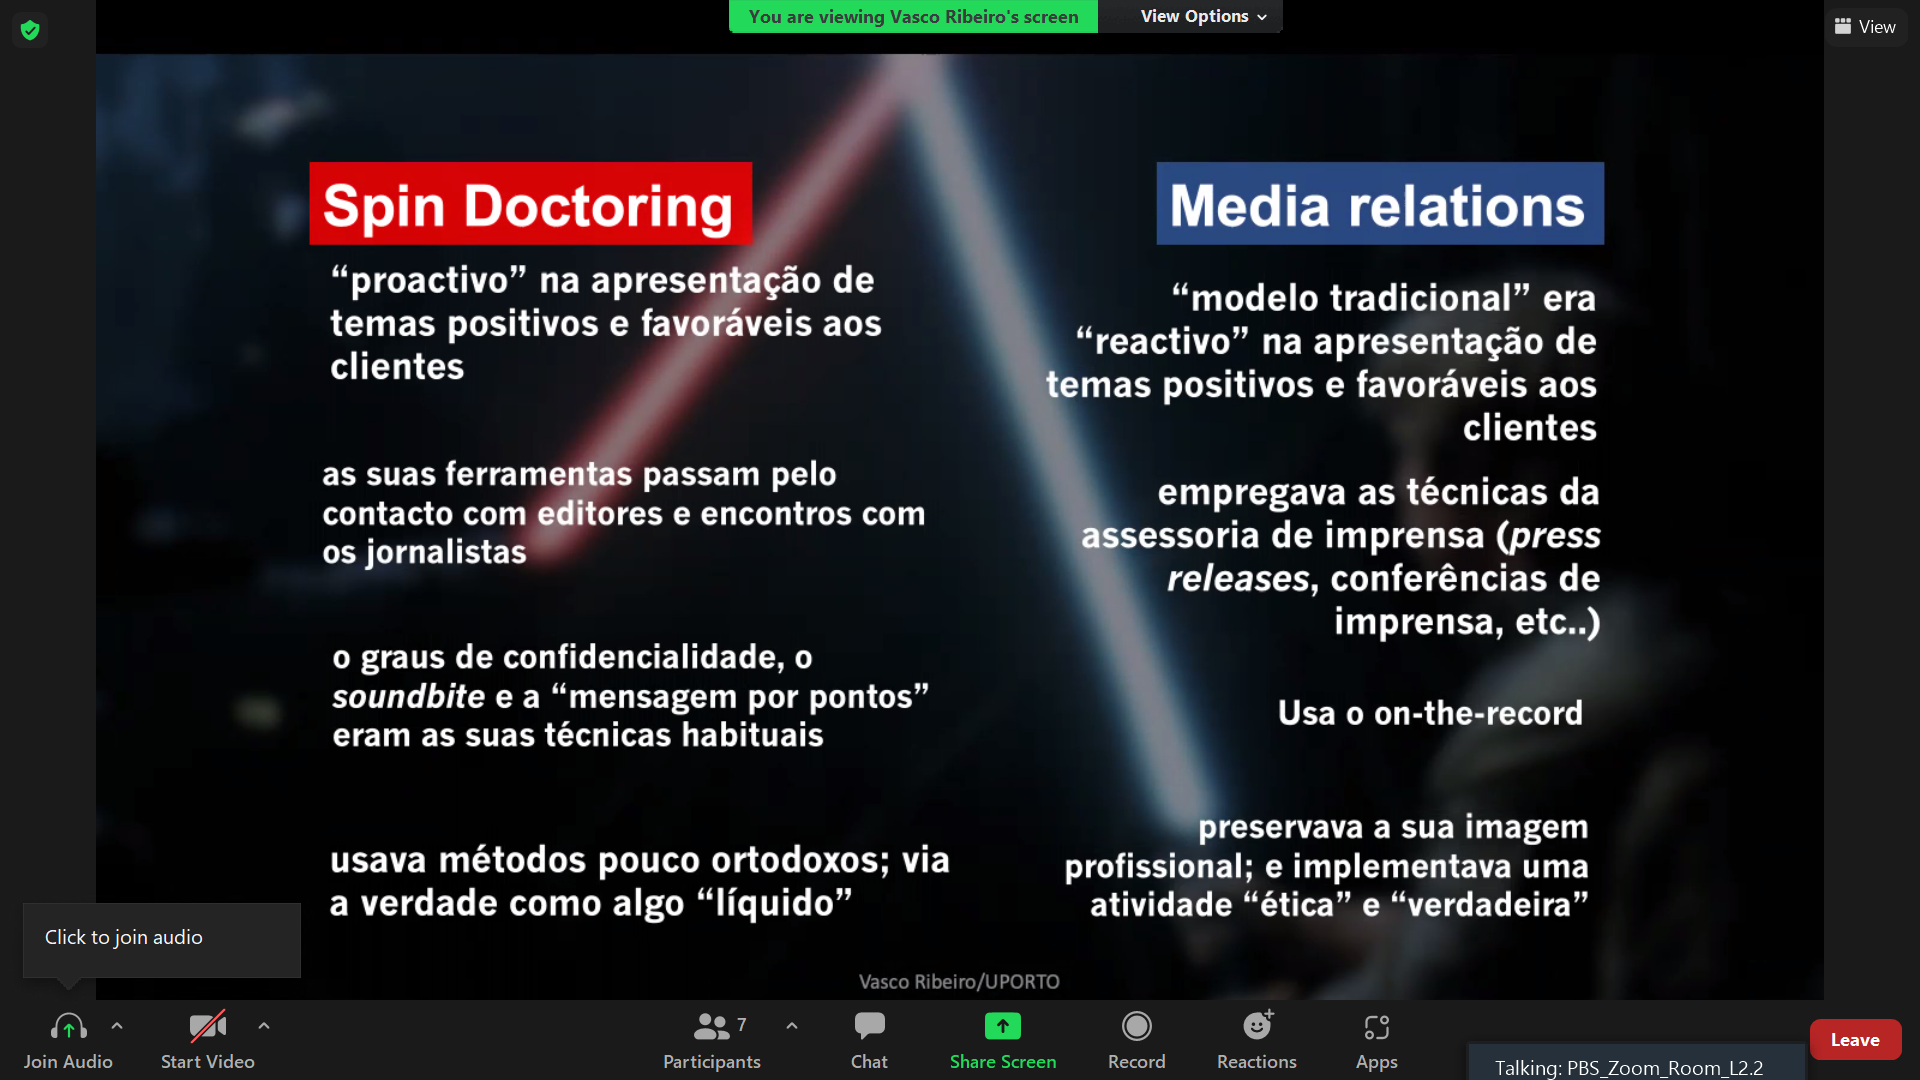 You are viewing Vasco Ribeiro's screen
View Options
View
Spin Doctoring
“proactivo” na apresentação de
temas positivos e favoráveis aos
clientes
as suas ferramentas passam pelo
contacto com editores e encontros com
os jornalistas
o graus de confidencialidade, o
soundbite e a “mensagem por pontos”
eram as suas técnicas habituais
usava métodos pouco ortodoxos; via
a verdade como algo “líquido”
Media relations
“modelo tradicional” era
“reactivo” na apresentação de
temas positivos e favoráveis aos
clientes
empregava as técnicas da
assessoria de imprensa (press
releases, conferências de
imprensa, etc..)
Usa o on-the-record
preservava a sua imagem
profissional; e implementava uma
atividade “ética” e “verdadeira”
Vasco Ribeiro/UPORTO
Click to join audio
Join Audio
Start Video
7
Participants
Chat
Share Screen
Record
Reactions
Apps
Leave
Talking: PBS_Zoom_Room_L2.2